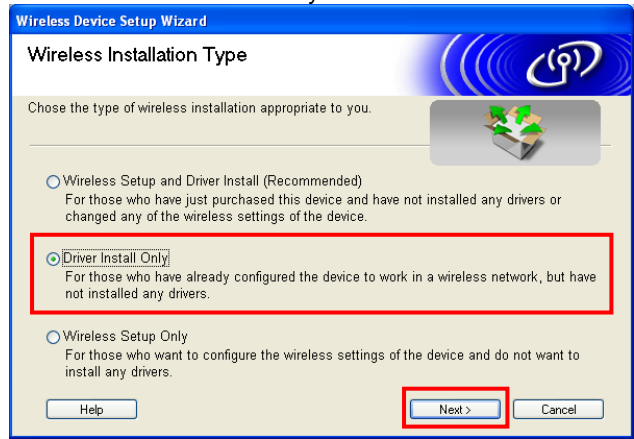 Wireless Device Setup Wizard
Wireless Installation Type
Chose the type of wireless installation appropriate to you.
Wireless Setup and Driver Install (Recommended)
For those who have just purchased this device and have not installed any drivers or
changed any of the wireless settings of the device.
Driver Install Only
For those who have already configured the device to work in a wireless network, but have
not installed any drivers.
Wireless Setup Only
For those who want to configure the wireless settings of the device and do not want to
install any drivers.
Help
Next >
Cancel